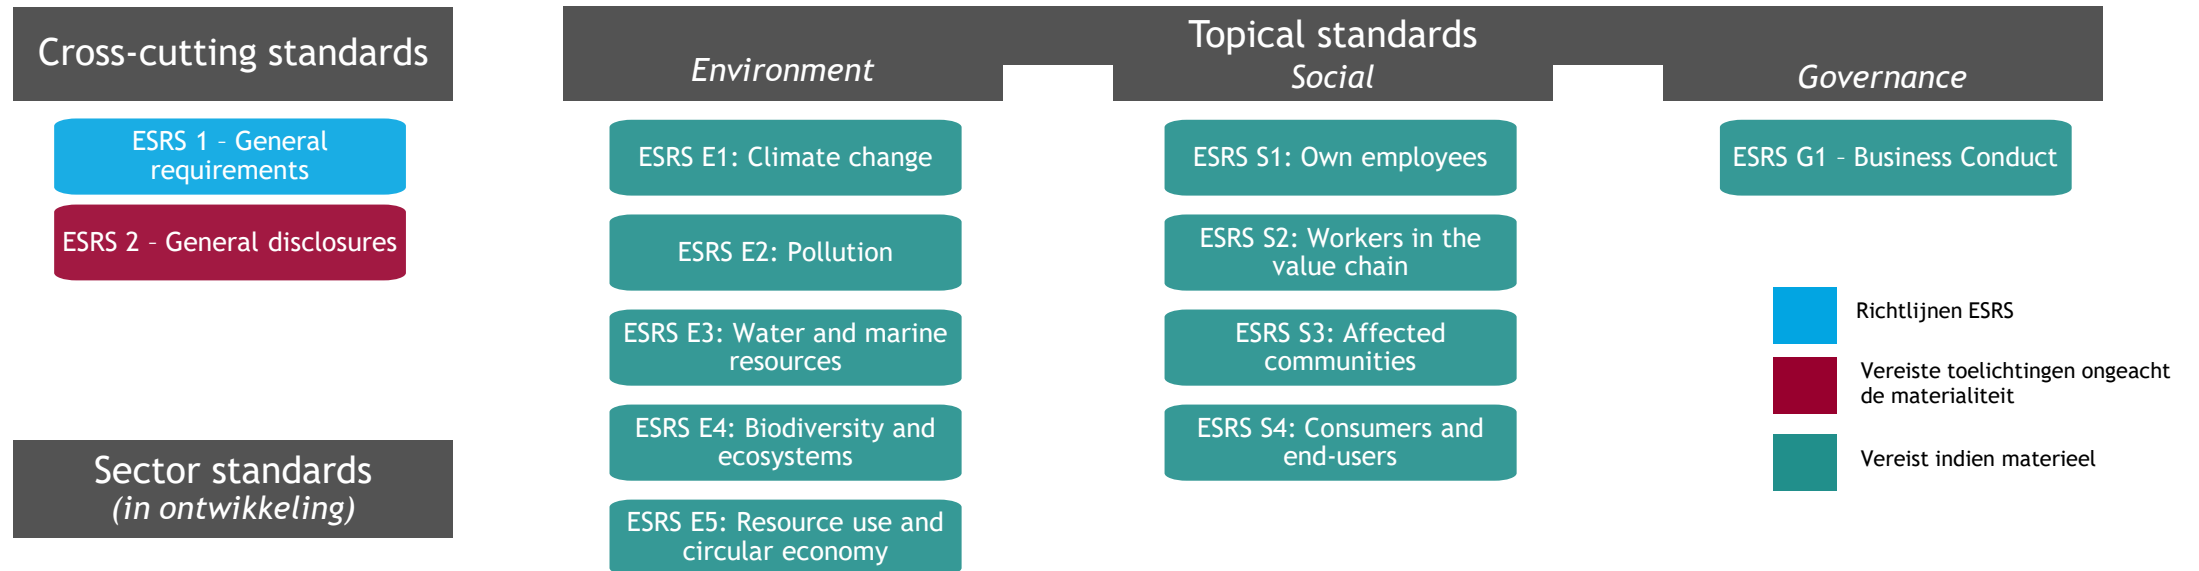 Cross-cutting standards
ESRS 1 – General
requirements
ESRS 2 – General disclosures
Sector standards
(in ontwikkeling)
Topical standards
Environment
Social
Governance
ESRS E1: Climate change
ESRS E2: Pollution
ESRS E3: Water and marine
resources
ESRS E4: Biodiversity and
ecosystems
ESRS E5: Resource use and
circular economy
ESRS S1: Own employees
ESRS S2: Workers in the
value chain
ESRS S3: Affected
communities
ESRS S4: Consumers and
end-users
ESRS G1 – Business Conduct
Richtlijnen ESRS
Vereiste toelichtingen ongeacht
de materialiteit
Vereist indien materieel